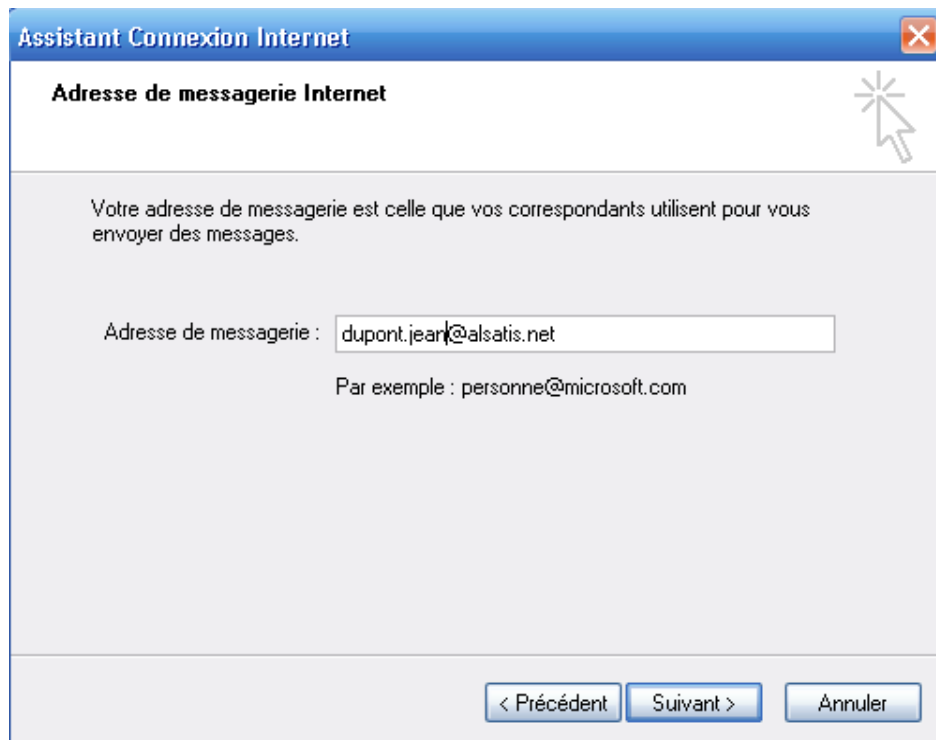 Assistant Connexion Internet
Adresse de messagerie Internet
Votre adresse de messagerie est celle que vos correspondants utilisent pour vous
envoyer des messages.
Adresse de messagerie : dupont.jean@alsatis.net
Par exemple : personne@microsoft.com
< Précédent Suivant > Annuler